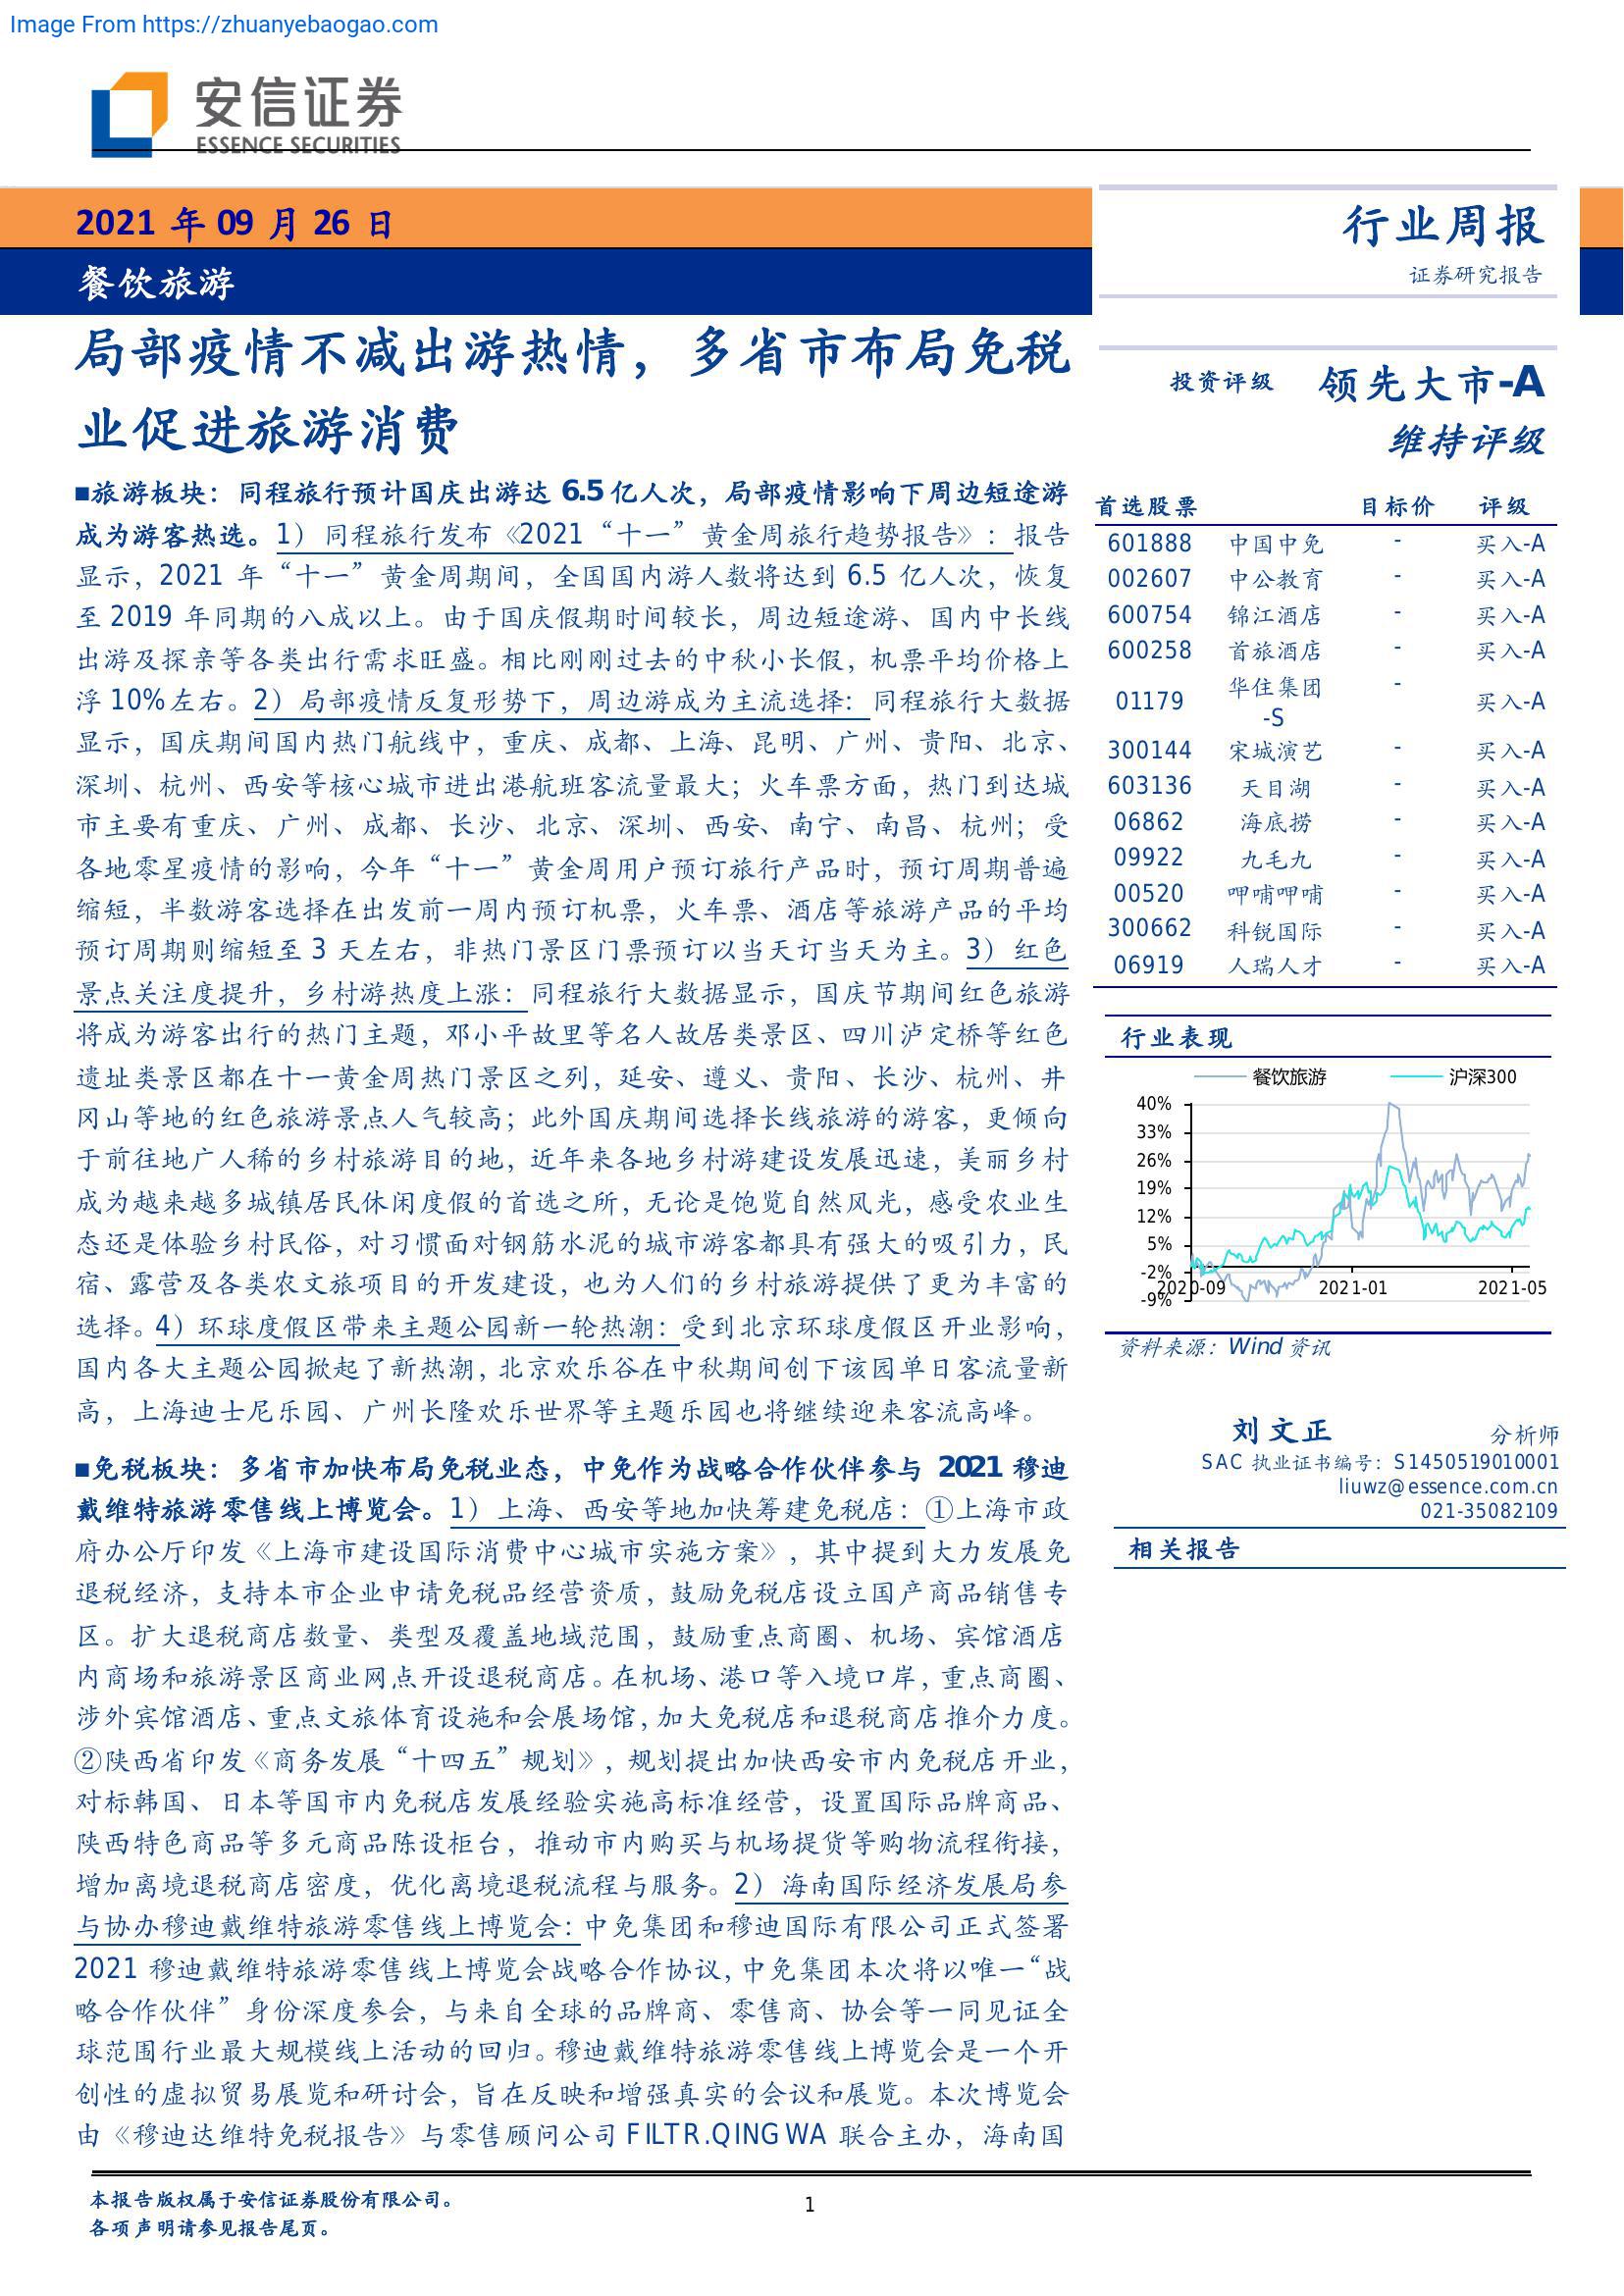 Image From https://zhuanyebaogao.com
安信证券
ESSENCE SECURITIES
2021 年 09 月 26 日
餐饮旅游
行业周报
证券研究报告
局部疫情不减出游热情，多省市布局免税
业促进旅游消费
■旅游板块：同程旅行预计国庆出游达 6.5 亿人次，局部疫情影响下周边短途游
成为游客热选。1）同程旅行发布《2021“十一”黄金周旅行趋势报告》：报告
显示，2021 年“十一”黄金周期间，全国国内游人数将达到 6.5 亿人次，恢复
至 2019 年同期的八成以上。由于国庆假期时间较长，周边短途游、国内中长线
出游及探亲等各类出行需求旺盛。相比刚刚过去的中秋小长假，机票平均价格上
浮 10%左右。2）局部疫情反复形势下，周边游成为主流选择：同程旅行大数据
显示，国庆期间国内热门航线中，重庆、成都、上海、昆明、广州、贵阳、北京、
深圳、杭州、西安等核心城市进出港航班客流量最大；火车票方面，热门到达城
市主要有重庆、广州、成都、长沙、北京、深圳、西安、南宁、南昌、杭州；受
各地零星疫情的影响，今年“十一”黄金周用户预订旅行产品时，预订周期普遍
缩短，半数游客选择在出发前一周内预订机票，火车票、酒店等旅游产品的平均
预订周期则缩短至 3 天左右，非热门景区门票预订以当天订当天为主。3）红色
景点关注度提升，乡村游热度上涨：同程旅行大数据显示，国庆节期间红色旅游
将成为游客出行的热门主题，邓小平故里等名人故居类景区、四川泸定桥等红色
遗址类景区都在十一黄金周热门景区之列，延安、遵义、贵阳、长沙、杭州、井
冈山等地的红色旅游景点人气较高；此外国庆期间选择长线旅游的游客，更倾向
于前往地广人稀的乡村旅游目的地，近年来各地乡村游建设发展迅速，美丽乡村
成为越来越多城镇居民休闲度假的首选之所，无论是饱览自然风光，感受农业生
态还是体验乡村民俗，对习惯面对钢筋水泥的城市游客都具有强大的吸引力，民
宿、露营及各类农文旅项目的开发建设，也为人们的乡村旅游提供了更为丰富的
选择。4）环球度假区带来主题公园新一轮热潮：受到北京环球度假区开业影响，
国内各大主题公园掀起了新热潮，北京欢乐谷在中秋期间创下该园单日客流量新
高，上海迪士尼乐园、广州长隆欢乐世界等主题乐园也将继续迎来客流高峰。
■免税板块：多省市加快布局免税业态，中免作为战略合作伙伴参与 2021 穆迪
戴维特旅游零售线上博览会。1）上海、西安等地加快筹建免税店：①上海市政
府办公厅印发《上海市建设国际消费中心城市实施方案》，其中提到大力发展免
退税经济，支持本市企业申请免税品经营资质，鼓励免税店设立国产商品销售专
区。扩大退税商店数量、类型及覆盖地域范围，鼓励重点商圈、机场、宾馆酒店
内商场和旅游景区商业网点开设退税商店。在机场、港口等入境口岸，重点商圈、
涉外宾馆酒店、重点文旅体育设施和会展场馆，加大免税店和退税商店推介力度。
②陕西省印发《商务发展“十四五”规划》，规划提出加快西安市内免税店开业，
对标韩国、日本等国市内免税店发展经验实施高标准经营，设置国际品牌商品、
陕西特色商品等多元商品陈设柜台，推动市内购买与机场提货等购物流程衔接，
增加离境退税商店密度，优化离境退税流程与服务。2）海南国际经济发展局参
与协办穆迪戴维特旅游零售线上博览会：中免集团和穆迪国际有限公司正式签署
2021 穆迪戴维特旅游零售线上博览会战略合作协议，中免集团本次将以唯一“战
略合作伙伴”身份深度参会，与来自全球的品牌商、零售商、协会等一同见证全
球范围行业最大规模线上活动的回归。穆迪戴维特旅游零售线上博览会是一个开
创性的虚拟贸易展览和研讨会，旨在反映和增强真实的会议和展览。本次博览会
由《穆迪达维特免税报告》与零售顾问公司 FILTR.QINGWA 联合主办，海南国
投资评级 领先大市-A
维持评级
首选股票 目标价 评级
601888 中国中免 - 买入-A
002607 中公教育 - 买入-A
600754 锦江酒店 - 买入-A
600258 首旅酒店 - 买入-A
01179 华住集团 - 买入-A
-S
300144 宋城演艺 - 买入-A
603136 天目湖 - 买入-A
06862 海底捞 - 买入-A
09922 九毛九 - 买入-A
00520 呷哺呷哺 - 买入-A
300662 科锐国际 - 买入-A
06919 人瑞人才 - 买入-A
行业表现
餐饮旅游 沪深300
40%
33%
26%
19%
12%
5%
-2%
-9%
2020-09 2021-01 2021-05
资料来源：Wind 资讯
刘文正 分析师
SAC 执业证书编号：S1450519010001
liuwz@essence.com.cn
021-35082109
相关报告
本报告版权属于安信证券股份有限公司。
各项声明请参见报告尾页。
1